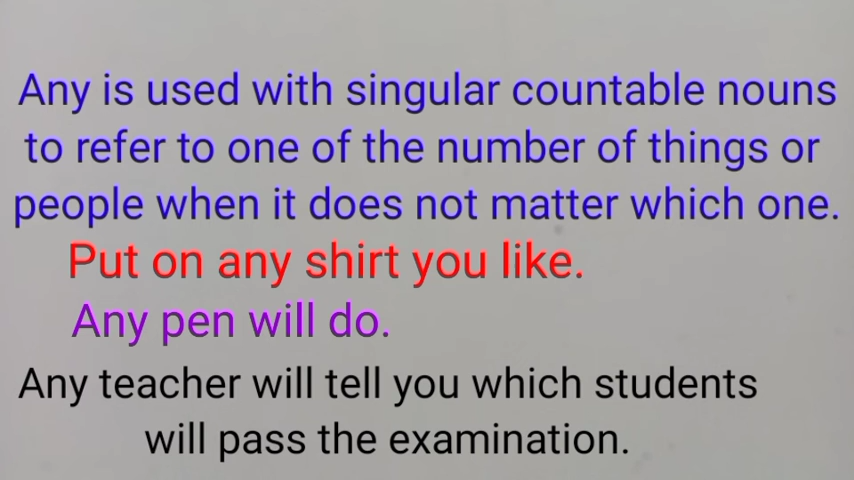 Any is used with singular countable nouns
to refer to one of the number of things or
people when it does not matter which one.
Put on any shirt you like.
Any pen will do.
Any teacher will tell you which students
will pass the examination.